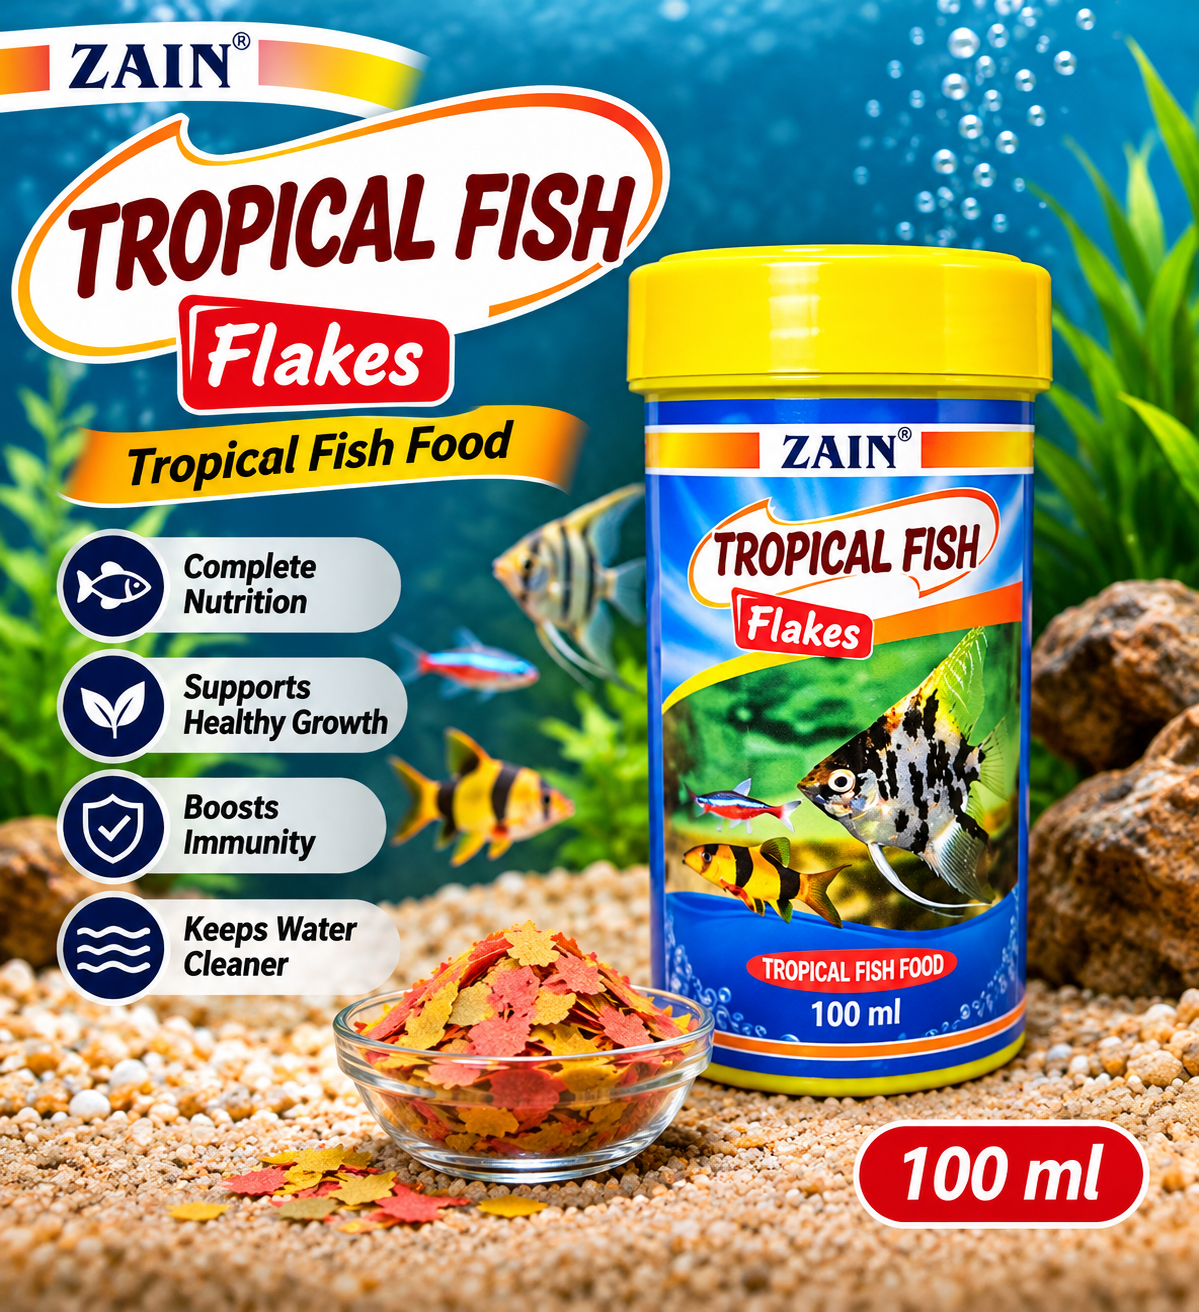 ZAIN®
TROPICAL FISH
Flakes
Tropical Fish Food
Complete
Nutrition
Supports
Healthy Growth
Boosts
Immunity
Keeps Water
Cleaner
ZAIN®
TROPICAL FISH
Flakes
TROPICAL FISH FOOD
100 ml
100 ml